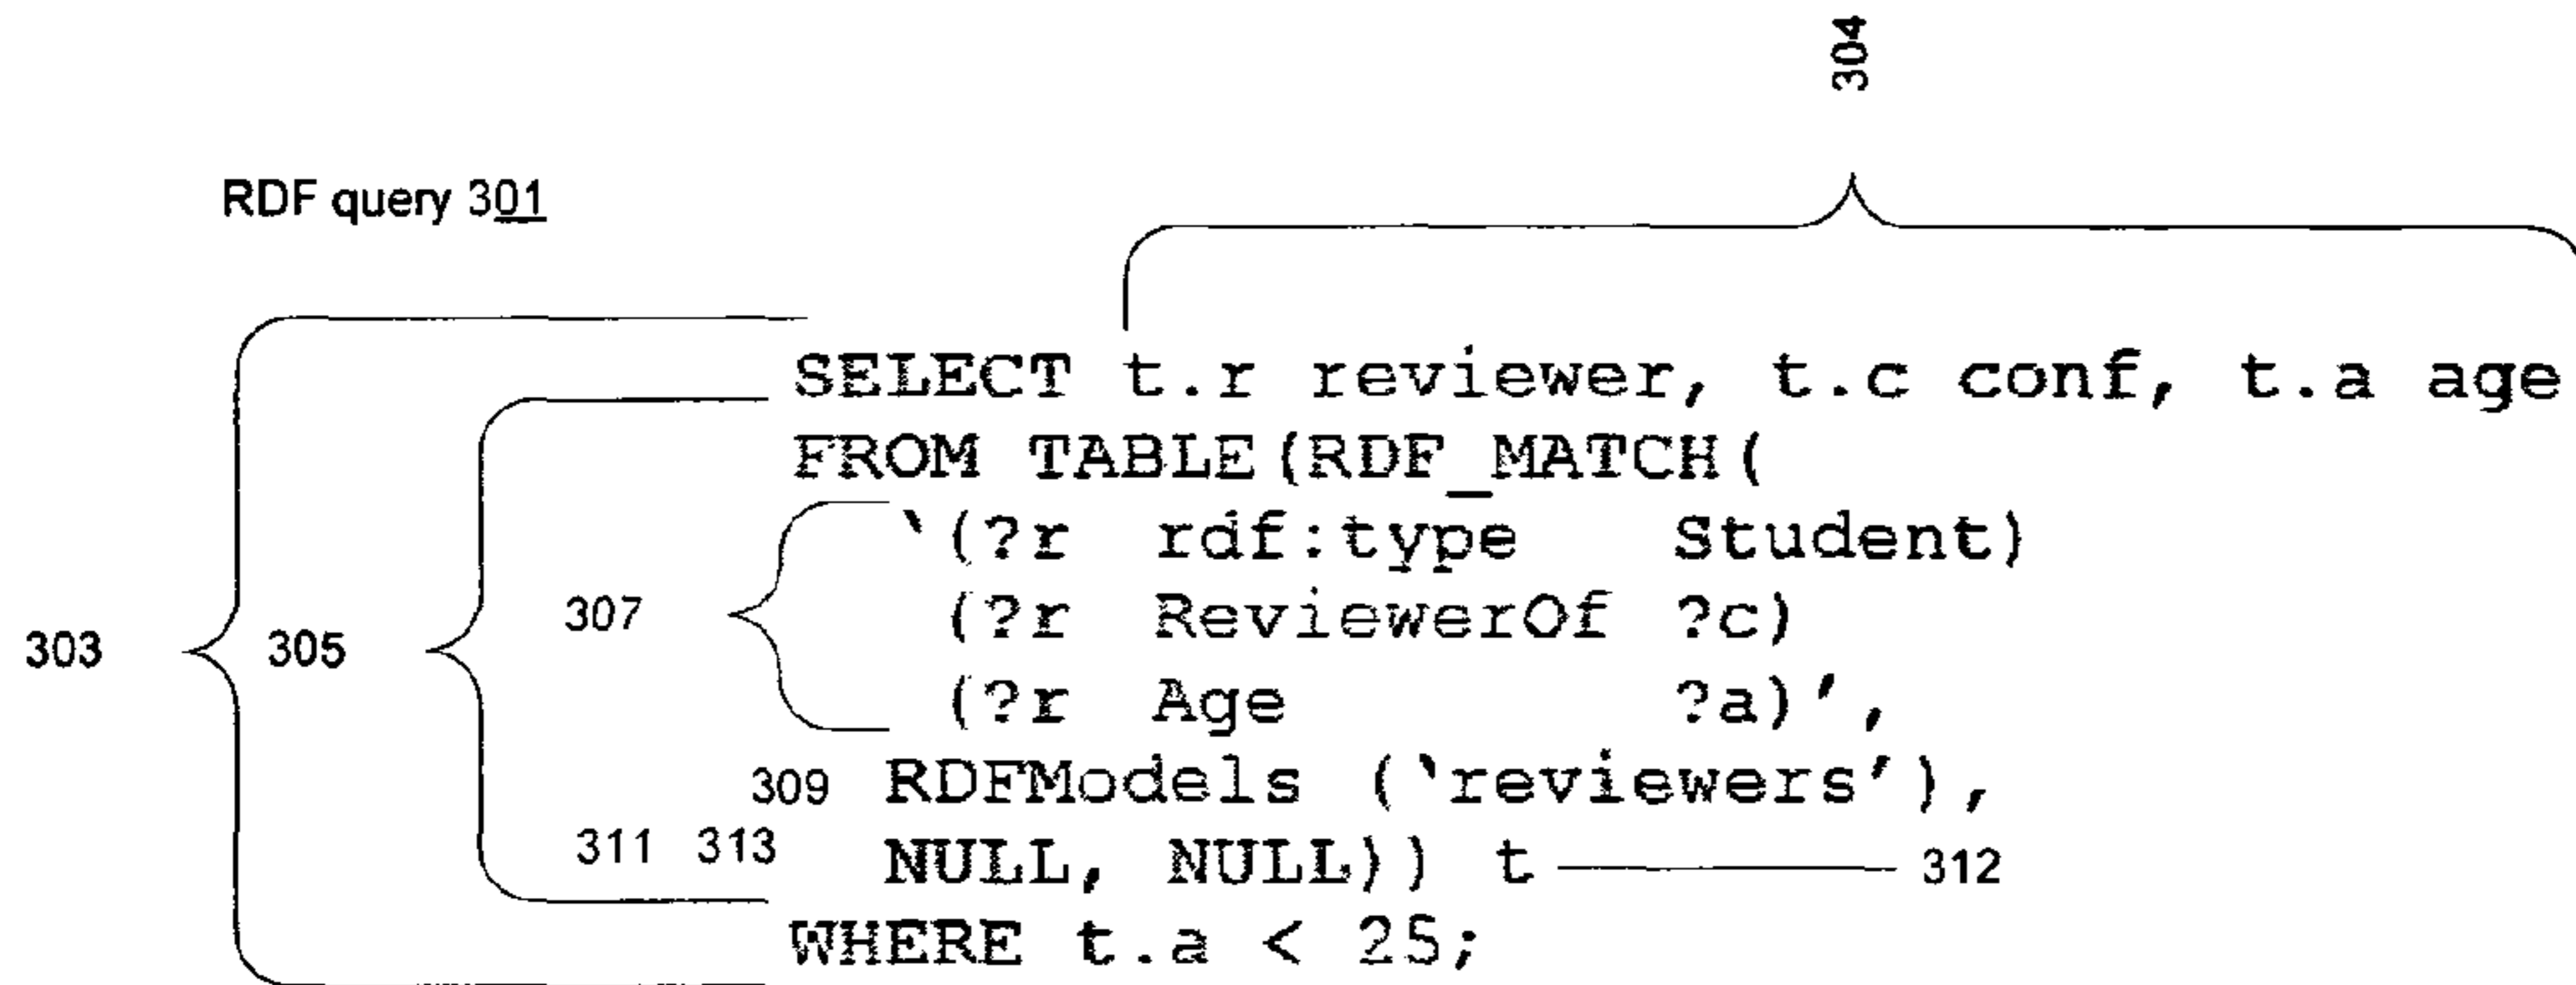 304
RDF query 301
SELECT t.r reviewer, t.c conf, t.a age
FROM TABLE(RDF_MATCH(
‘(?r rdf:type Student)
307 (?r ReviewerOf ?c)
303 305
(?r Age ?a)’,
309 RDFModels (‘reviewers’),
311 313 NULL, NULL)) t 312
WHERE t.a < 25;